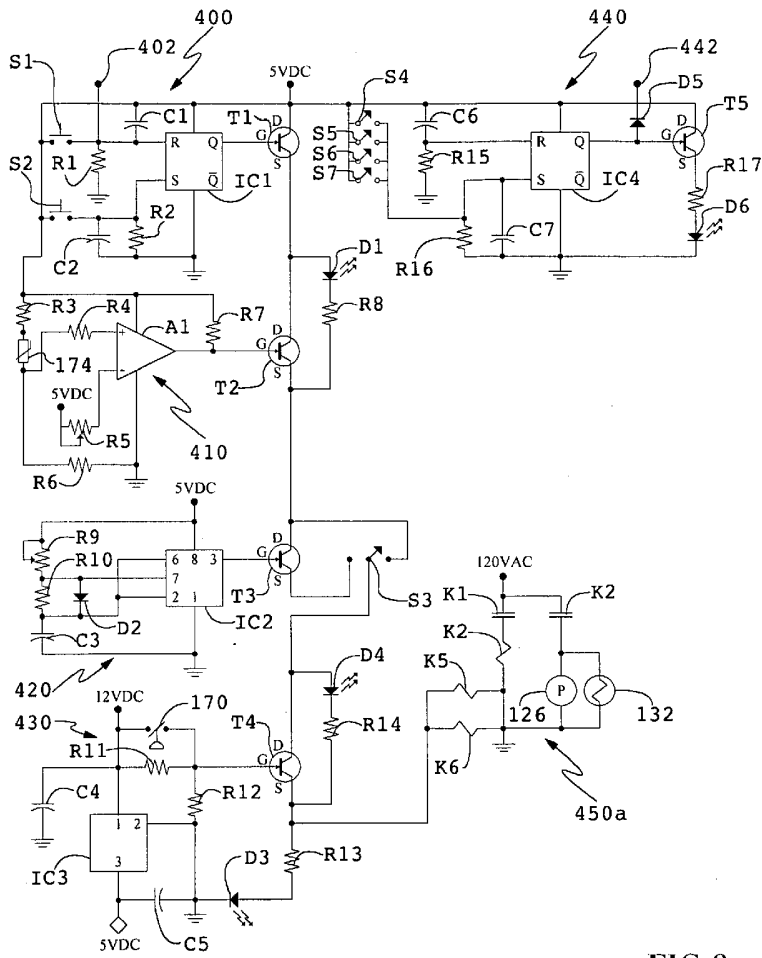 400
440
S1
402
5VDC
442
S4
D5
C1
T1
D
C6
D
T5
S5
G
G
R
Q
R
Q
S
S6
S
S2
R1
R15
R17
S7
S
Q̄
IC1
S
Q̄
IC4
D6
R2
C7
C2
R16
D1
R3
R4
R7
A1
R8
D
+
G
174
T2
S
5VDC
+
R5
410
R6
5VDC
R9
D
R10
6 8 3
G
120VAC
7
T3
S
S3
K1
K2
2 1
D2
IC2
C3
D4
K2
K5
420
12VDC
170
P
430
126
132
R14
T4
D
R11
G
K6
R12
S
450a
C4
1 2
R13
3
D3
IC3
C5
5VDC